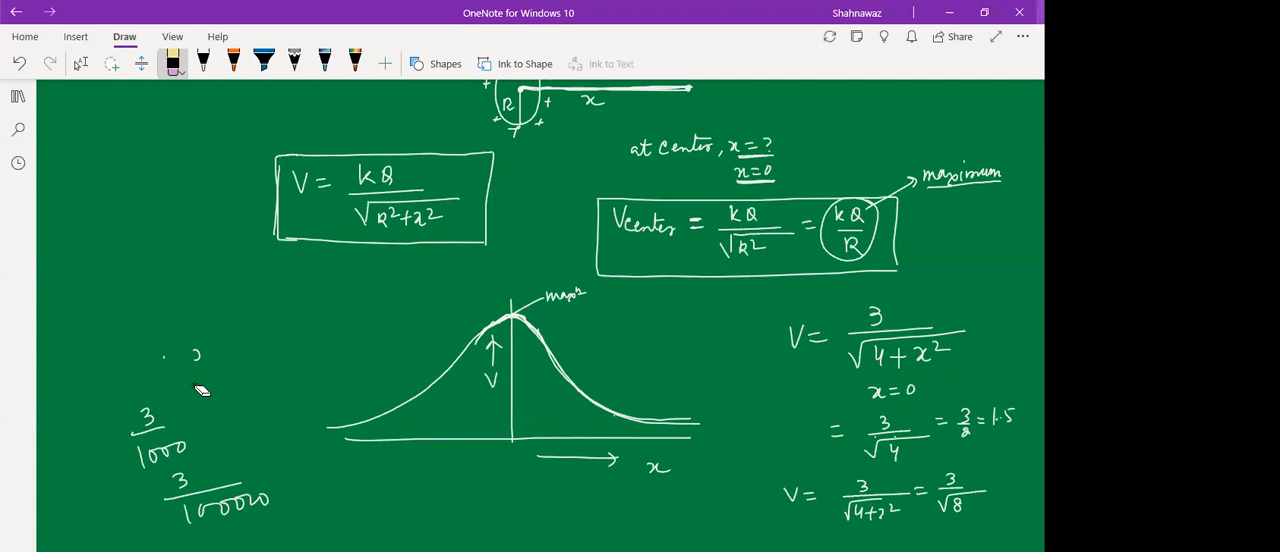 OneNote for Windows 10
Shahnawaz
Home Insert Draw View Help
Share
Shapes
Ink to Shape
Ink to Text
+ R + x
+ + +
at center, x = ?
x = 0
V = kQ / √R²+x²
Vcenter = kQ / √R² = kQ / R
maximum
max^m
V
x
V = 3 / √4+x²
x = 0
= 3 / √4 = 3/2 = 1.5
V = 3 / √4+2² = 3 / √8
3 / 1000
3 / 100000